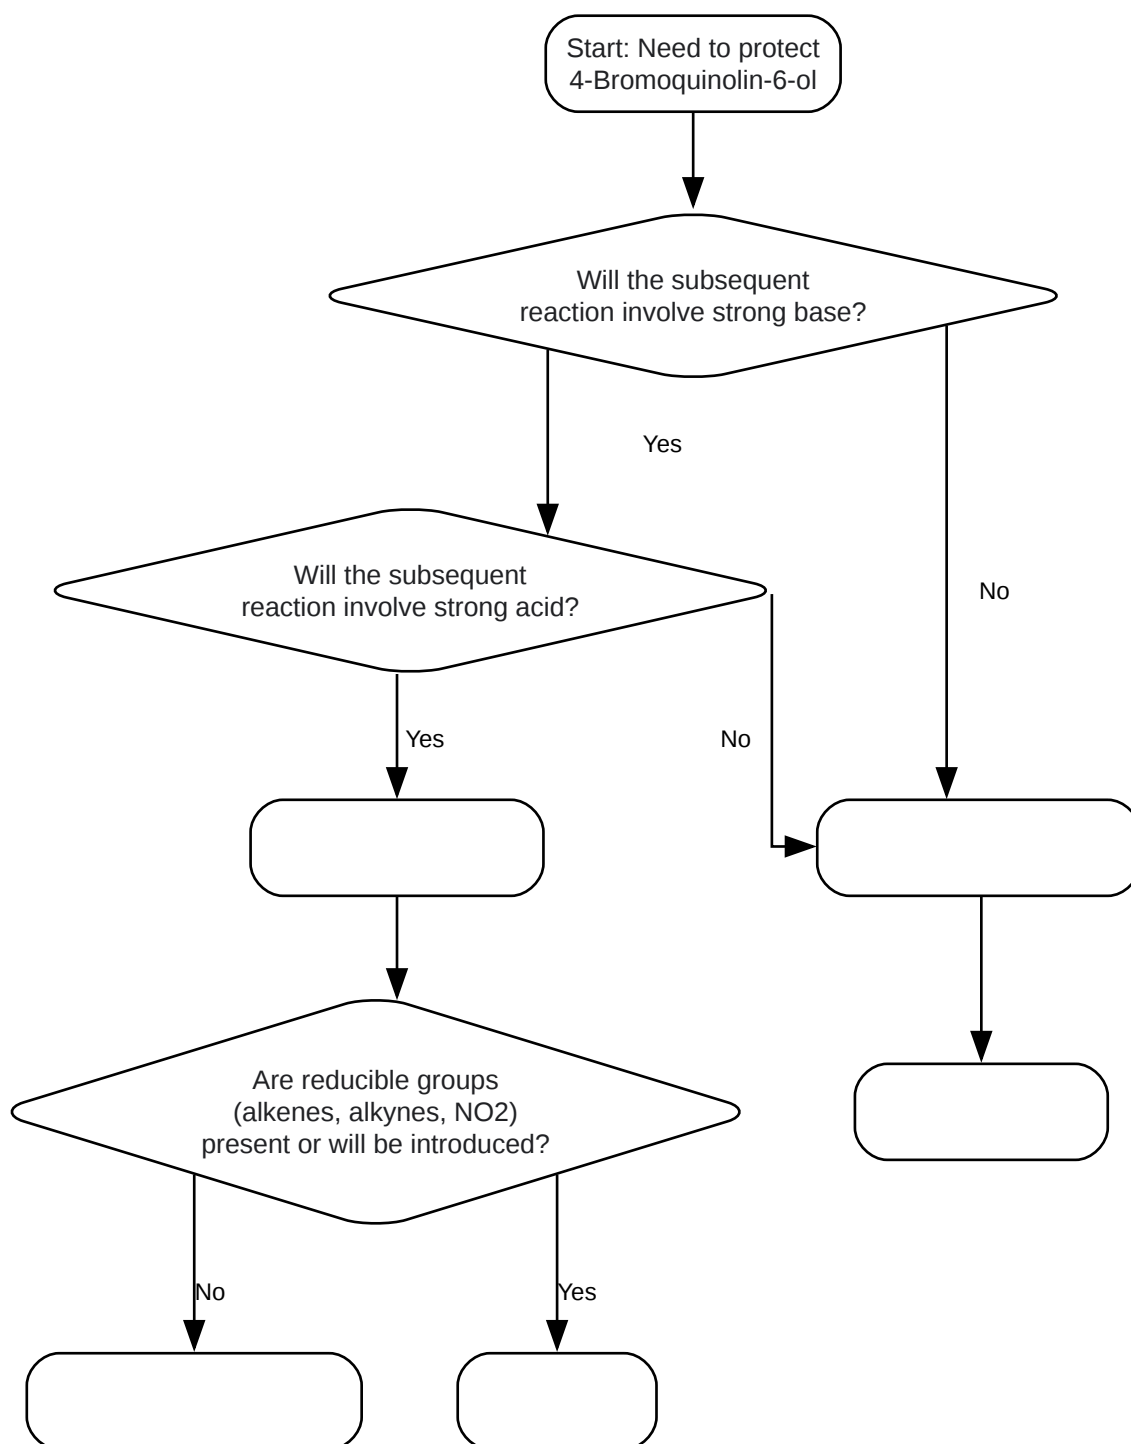 Start: Need to protect
4-Bromoquinolin-6-ol
Will the subsequent
reaction involve strong base?
Yes
Will the subsequent
reaction involve strong acid?
No
Yes
No
Are reducible groups
(alkenes, alkynes, NO2)
present or will be introduced?
No
Yes